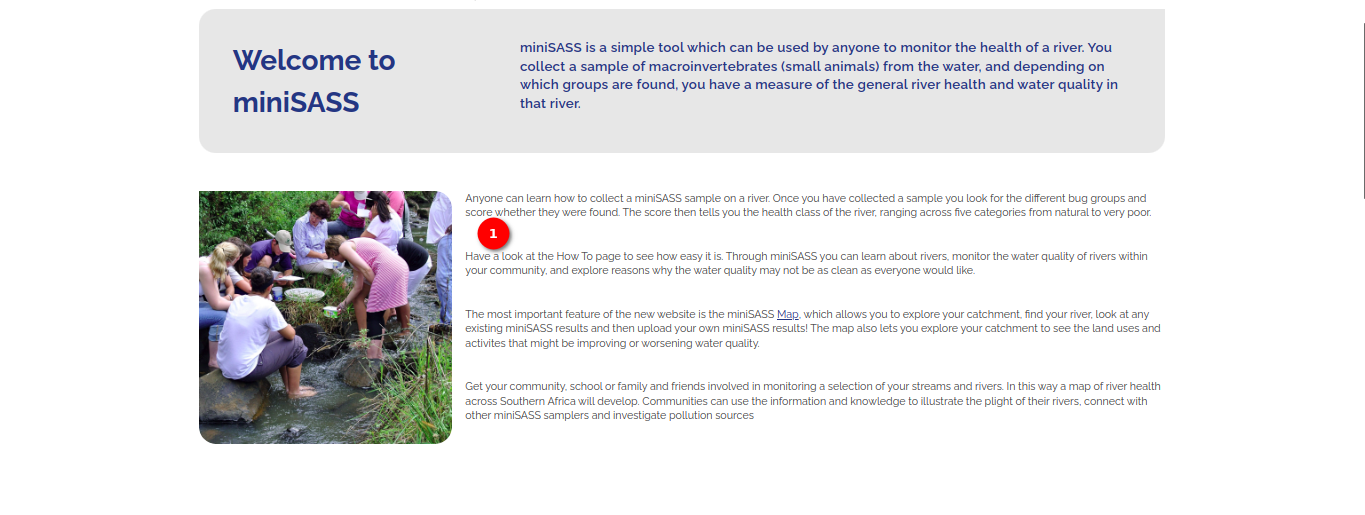 Welcome to
miniSASS
miniSASS is a simple tool which can be used by anyone to monitor the health of a river. You
collect a sample of macroinvertebrates (small animals) from the water, and depending on
which groups are found, you have a measure of the general river health and water quality in
that river.
Anyone can learn how to collect a miniSASS sample on a river. Once you have collected a sample you look for the different bug groups and
score whether they were found. The score then tells you the health class of the river, ranging across five categories from natural to very poor.
1
Have a look at the How To page to see how easy it is. Through miniSASS you can learn about rivers, monitor the water quality of rivers within
your community, and explore reasons why the water quality may not be as clean as everyone would like.
The most important feature of the new website is the miniSASS Map, which allows you to explore your catchment, find your river, look at any
existing miniSASS results and then upload your own miniSASS results! The map also lets you explore your catchment to see the land uses and
activites that might be improving or worsening water quality.
Get your community, school or family and friends involved in monitoring a selection of your streams and rivers. In this way a map of river health
across Southern Africa will develop. Communities can use the information and knowledge to illustrate the plight of their rivers, connect with
other miniSASS samplers and investigate pollution sources